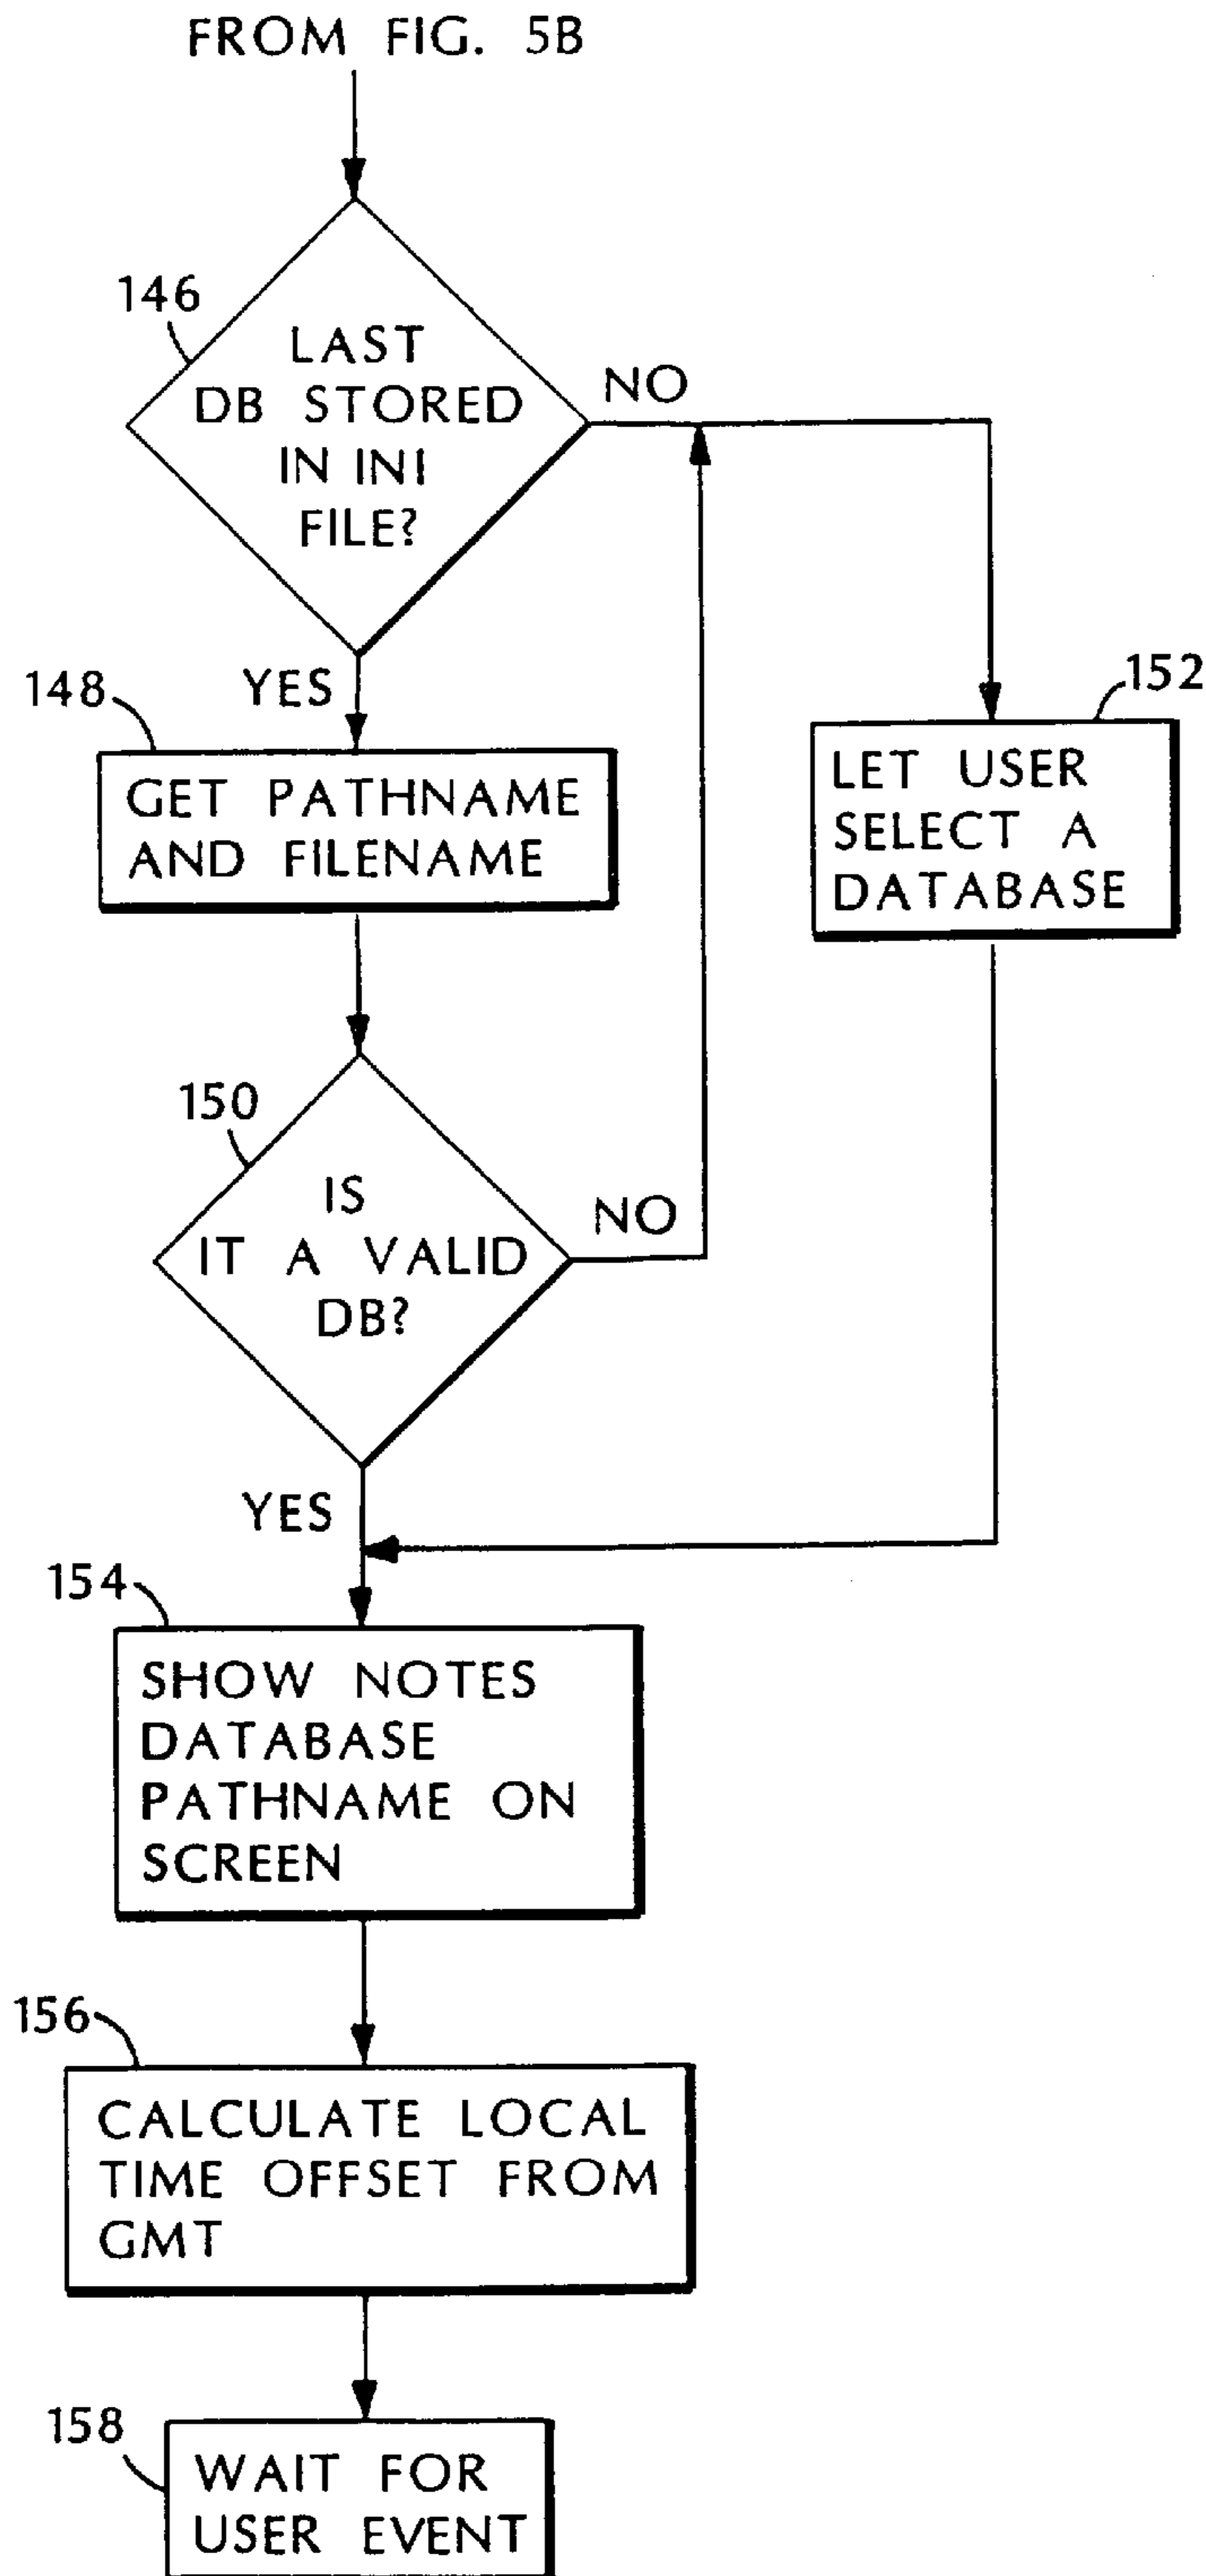 FROM FIG. 5B
146
LAST
DB STORED
IN INI
FILE?
NO
YES
148
GET PATHNAME
AND FILENAME
152
LET USER
SELECT A
DATABASE
150
IS
IT A VALID
DB?
NO
YES
154
SHOW NOTES
DATABASE
PATHNAME ON
SCREEN
156
CALCULATE LOCAL
TIME OFFSET FROM
GMT
158
WAIT FOR
USER EVENT